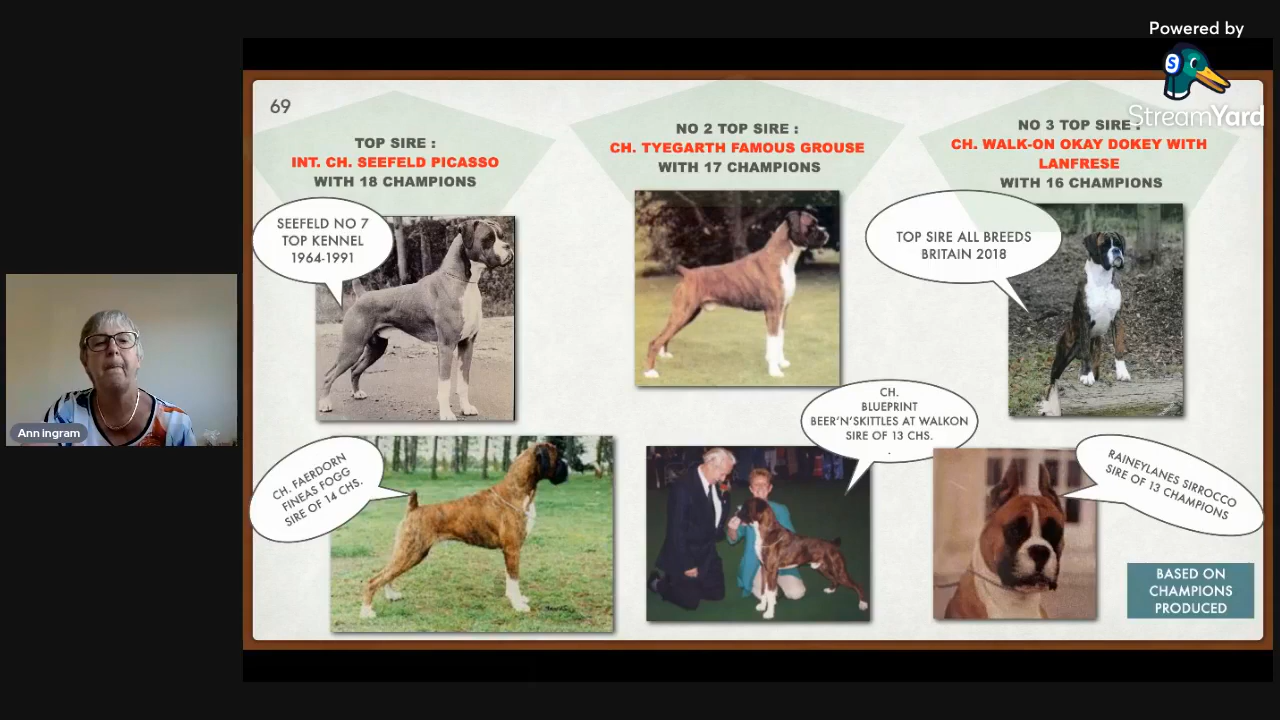 Powered by
S
StreamYard
69
TOP SIRE :
INT. CH. SEEFELD PICASSO
WITH 18 CHAMPIONS
NO 2 TOP SIRE :
CH. TYEGARTH FAMOUS GROUSE
WITH 17 CHAMPIONS
NO 3 TOP SIRE :
CH. WALK-ON OKAY DOKEY WITH
LANFRESE
WITH 16 CHAMPIONS
SEEFELD NO 7
TOP KENNEL
1964-1991
TOP SIRE ALL BREEDS
BRITAIN 2018
Ann Ingram
CH. FAERDORN
FINEAS FOGG
SIRE OF 14 CHS.
CH.
BLUEPRINT
BEER'N'SKITTLES AT WALKON
SIRE OF 13 CHS.
.
RAINEYLANES SIRROCCO
SIRE OF 13 CHAMPIONS
BASED ON
CHAMPIONS
PRODUCED